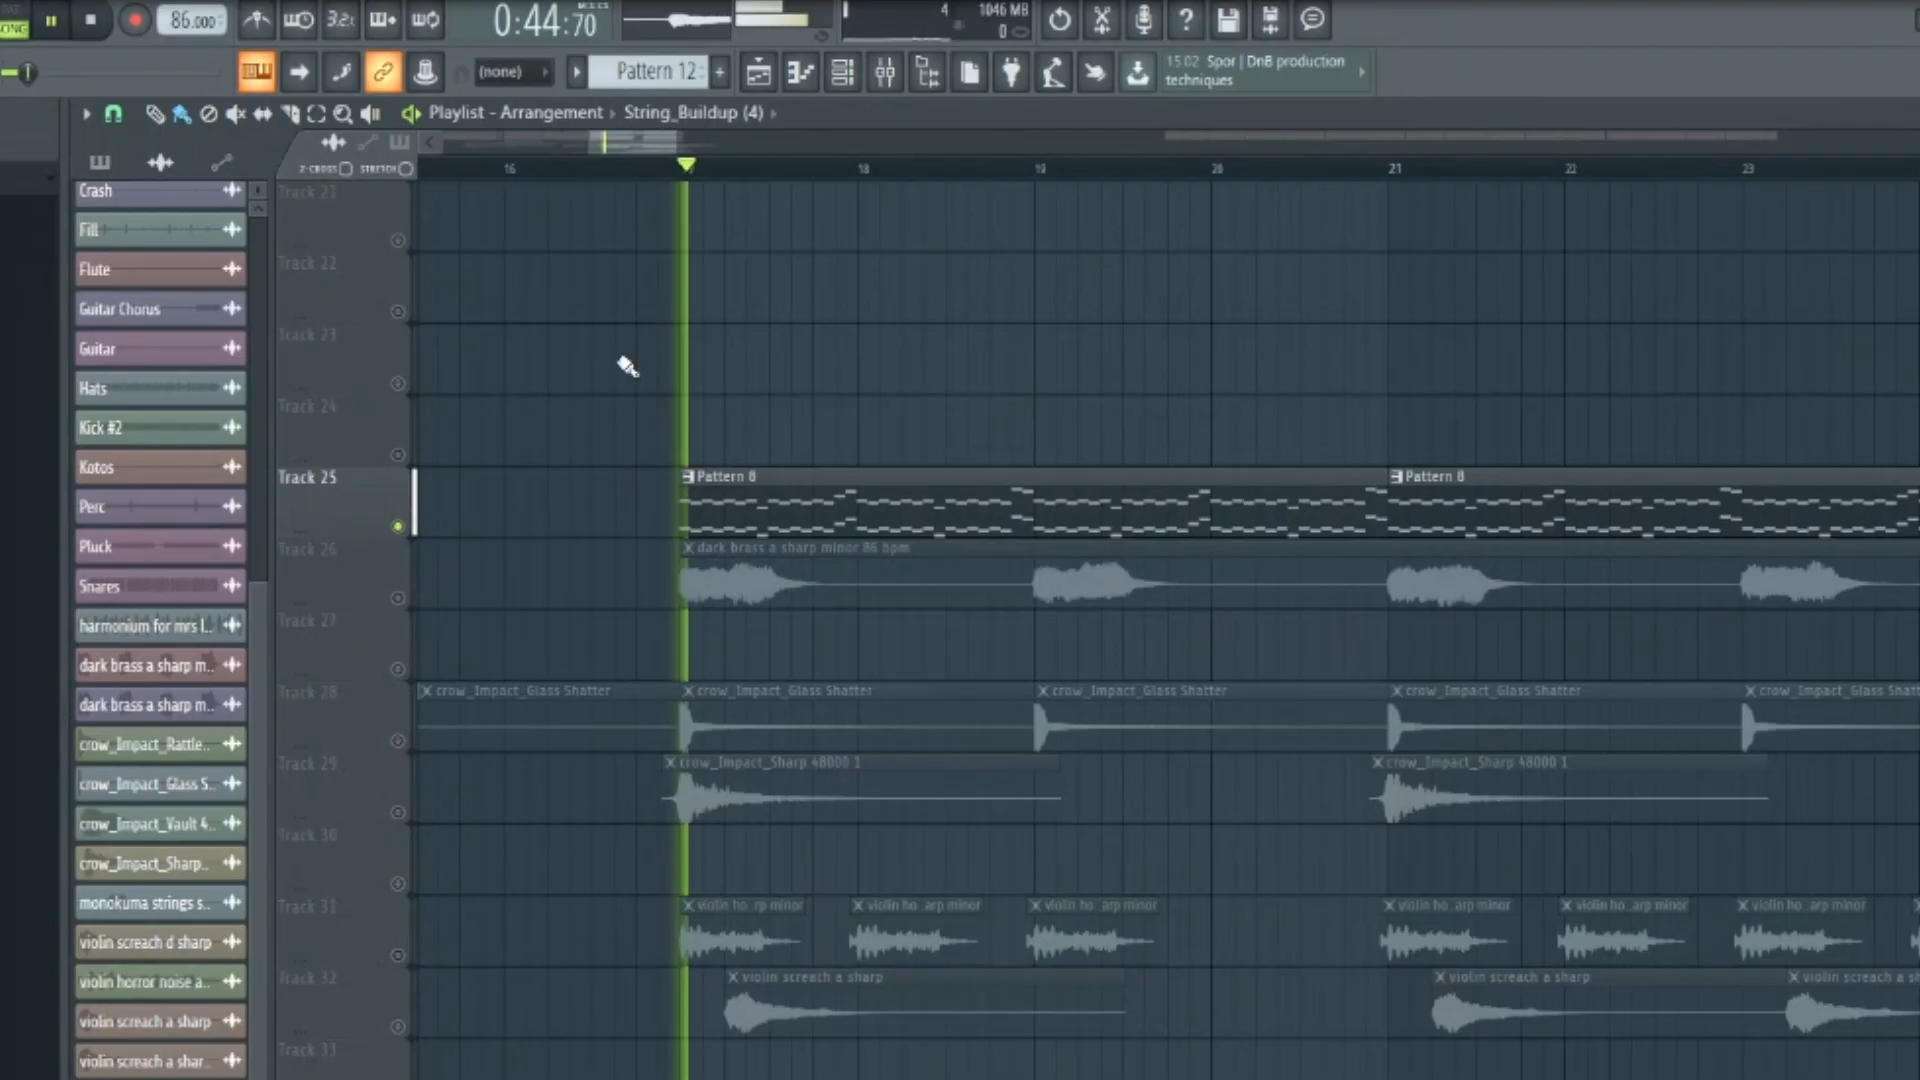 SONG
86.000
3.2.
0:44:70
M:S:CS
4
1046 MB
0
(none)
Pattern 12
15:02 Spor | DnB production
techniques
Playlist - Arrangement › String_Buildup (4) ›
Z-CROSS STRETCH
16 17 18 19 20 21 22 23
Crash
Fill
Flute
Guitar Chorus
Guitar
Hats
Kick #2
Kotos
Perc
Pluck
Snares
harmonium for mrs l..
dark brass a sharp m..
dark brass a sharp m..
crow_Impact_Rattle..
crow_Impact_Glass S..
crow_Impact_Vault 4..
crow_Impact_Sharp..
monokuma strings s..
violin screach d sharp
violin horror noise a..
violin screach a sharp
violin screach a shar..
Track 21
Track 22
Track 23
Track 24
Track 25
Pattern 8 Pattern 8
Track 26
dark brass a sharp minor 86 bpm
Track 27
Track 28
crow_Impact_Glass Shatter crow_Impact_Glass Shatter crow_Impact_Glass Shatter crow_Impact_Glass Shatter crow_Impact_Glass Shatt
Track 29
crow_Impact_Sharp 48000 1 crow_Impact_Sharp 48000 1
Track 30
Track 31
violin ho..rp minor violin ho..arp minor violin ho..arp minor violin ho..arp minor violin ho..arp minor violin ho..arp minor
Track 32
violin screach a sharp violin screach a sharp violin screach a sh
Track 33